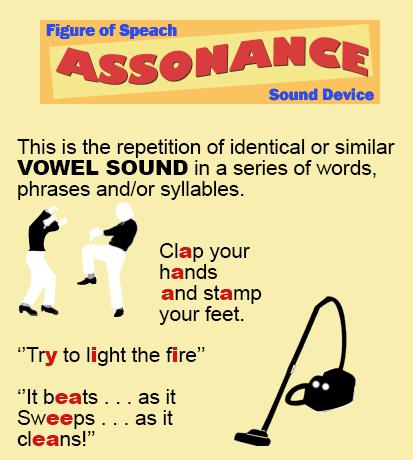 Figure of Speach
ASSONANCE
Sound Device
This is the repetition of identical or similar
VOWEL SOUND in a series of words,
phrases and/or syllables.
Clap your
hands
and stamp
your feet.
‘’Try to light the fire’’
‘’It beats . . . as it
Sweeps . . . as it
cleans!’’